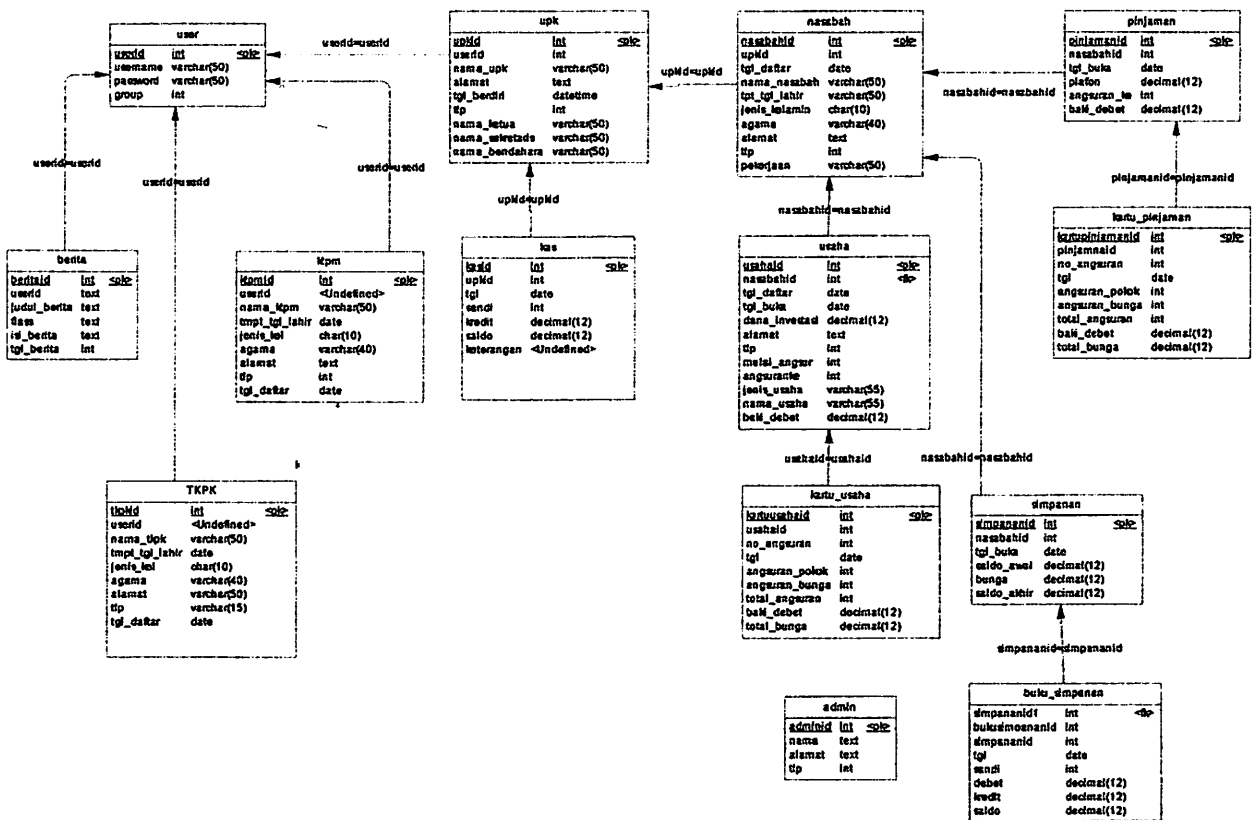 user
userid int <pk>
username varchar(50)
password varchar(50)
group int
userid=userid
upk
upkid int <pk>
userid int
nama_upk varchar(50)
alamat text
tgl_berdiri datetime
tlp int
nama_ketua varchar(50)
nama_sekretads varchar(50)
nama_bendahara varchar(50)
upkid=upkid
nasabah
nasabahid int <pk>
upkid int
tgl_daftar date
nama_nasabah varchar(50)
tpt_tgl_lahir varchar(50)
jenis_kelamin char(10)
agama varchar(40)
alamat text
tlp int
pekerjaan varchar(50)
nasabahid=nasabahid
pinjaman
pinjamanid int <pk>
nasabahid int
tgl_buka date
plafon decimal(12)
angsuran_ke int
baki_debet decimal(12)
userid=userid
userid=userid
userid=userid
upkid=upkid
nasabahid=nasabahid
pinjamanid=pinjamanid
berita
beritaid int <pk>
userid text
judul_berita text
flass text
isi_berita text
tgl_berita int
ktpm
ktpmid int <pk>
userid <Undefined>
nama_ktpm varchar(50)
tmpt_tgl_lahir date
jenis_kel char(10)
agama varchar(40)
alamat text
tlp int
tgl_daftar date
kas
kasid int <pk>
upkid int
tgl date
sandi int
kredit decimal(12)
saldo decimal(12)
keterangan <Undefined>
usaha
usahaid int <pk>
nasabahid int <fk>
tgl_daftar date
tgl_buka date
dana_investasi decimal(12)
alamat text
tlp int
melai_angsur int
angsuranke int
jenis_usaha varchar(55)
nama_usaha varchar(55)
beki_debet decimal(12)
kartu_pinjaman
kartupinjamanid int <pk>
pinjamnaid int
no_angsuran int
tgl date
angsuran_pokok int
angsuran_bunga int
total_angsuran int
baki_debet decimal(12)
total_bunga decimal(12)
usahaid=usahaid
nasabahid=nasabahid
TKPK
tkpkid int <pk>
userid <Undefined>
nama_tkpk varchar(50)
tmpt_tgl_lahir date
jenis_kel char(10)
agama varchar(40)
alamat varchar(50)
tlp varchar(15)
tgl_daftar date
kartu_usaha
kartuusahaid int <pk>
usahaid int
no_angsuran int
tgl date
angsuran_pokok int
angsuran_bunga int
total_angsuran int
baki_debet decimal(12)
total_bunga decimal(12)
simpanan
simpananid int <pk>
nasabahid int
tgl_buka date
saldo_awal decimal(12)
bunga decimal(12)
saldo_akhir decimal(12)
simpananid=simpananid
admin
adminid int <pk>
nama text
alamat text
tlp int
buku_simpanan
simpananid1 int <fk>
bukusimpananid int
simpananid int
tgl date
sandi int
debet decimal(12)
kredit decimal(12)
saldo decimal(12)